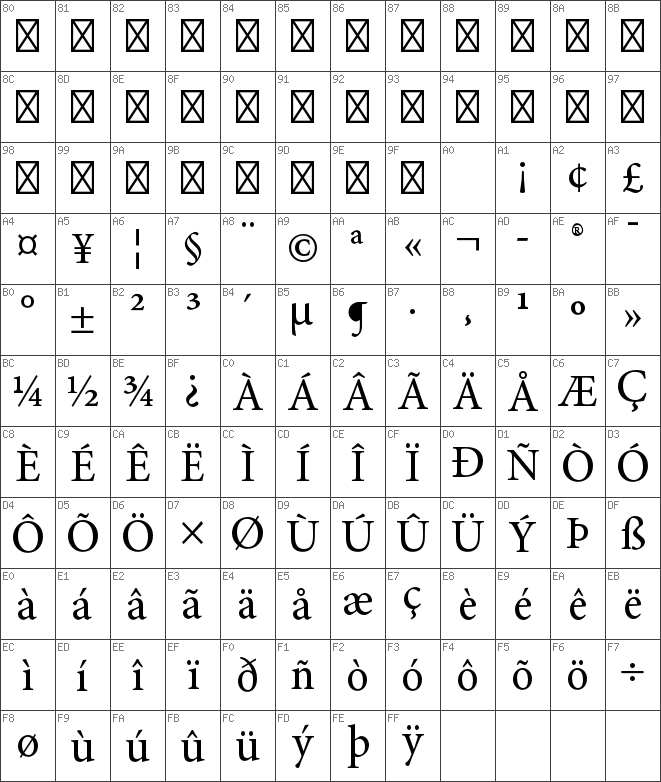 80 81 82 83 84 85 86 87 88 89 8A 8B
8C 8D 8E 8F 90 91 92 93 94 95 96 97
98 99 9A 9B 9C 9D 9E 9F A0 A1 A2 A3
¡ ¢ £
A4 A5 A6 A7 A8 A9 AA AB AC AD AE AF
¤ ¥ ¦ § ¨ © ª « ¬ - ® ¯
B0 B1 B2 B3 B4 B5 B6 B7 B8 B9 BA BB
° ± ² ³ ´ µ ¶ · ¸ ¹ º »
BC BD BE BF C0 C1 C2 C3 C4 C5 C6 C7
¼ ½ ¾ ¿ À Á Â Ã Ä Å Æ Ç
C8 C9 CA CB CC CD CE CF D0 D1 D2 D3
È É Ê Ë Ì Í Î Ï Ð Ñ Ò Ó
D4 D5 D6 D7 D8 D9 DA DB DC DD DE DF
Ô Õ Ö × Ø Ù Ú Û Ü Ý Þ ß
E0 E1 E2 E3 E4 E5 E6 E7 E8 E9 EA EB
à á â ã ä å æ ç è é ê ë
EC ED EE EF F0 F1 F2 F3 F4 F5 F6 F7
ì í î ï ð ñ ò ó ô õ ö ÷
F8 F9 FA FB FC FD FE FF
ø ù ú û ü ý þ ÿ